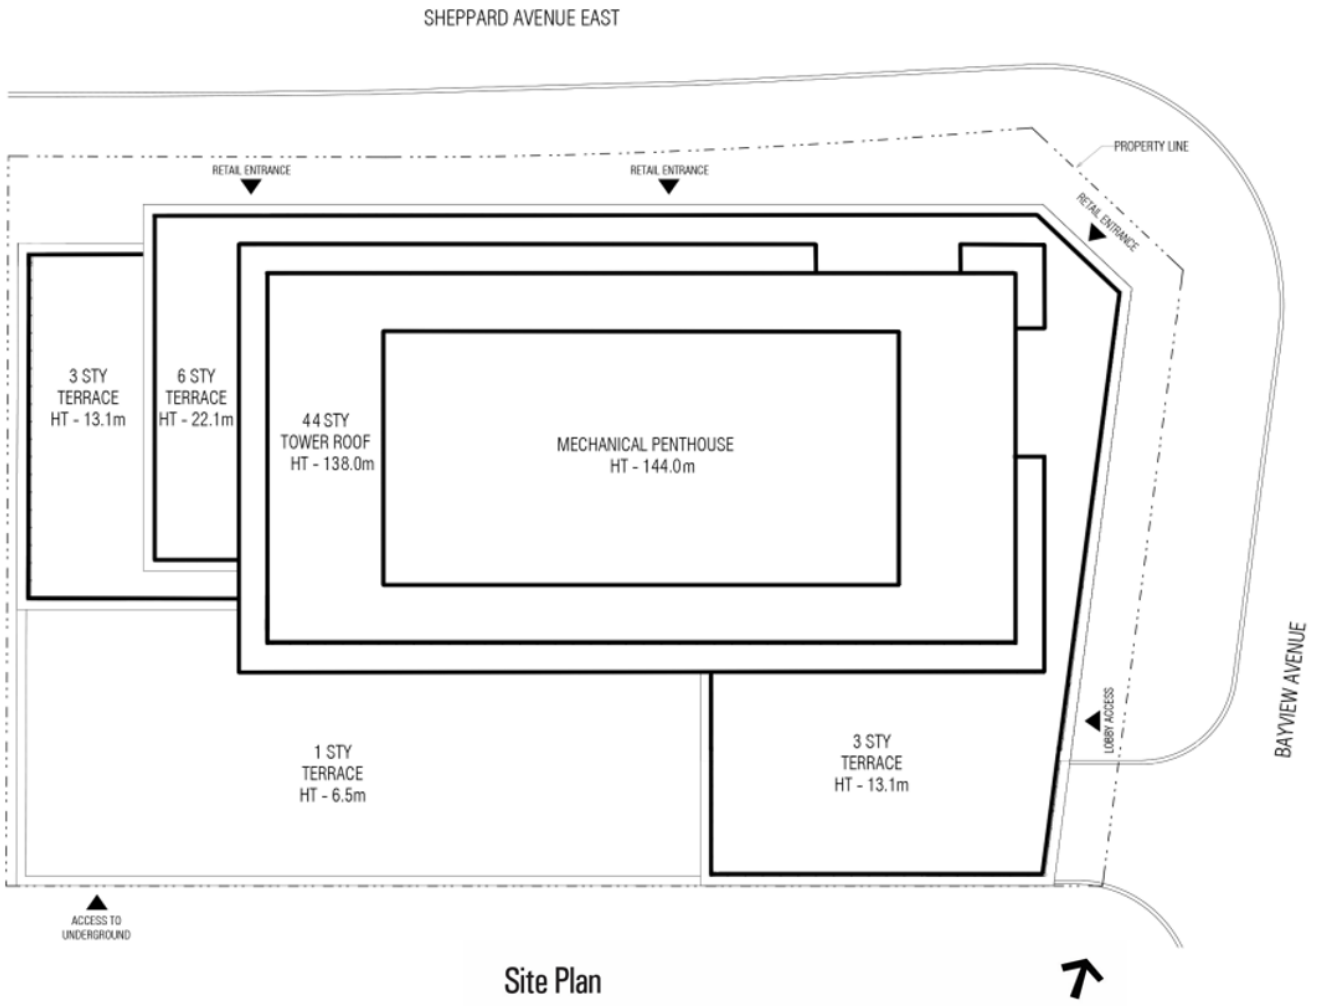 SHEPPARD AVENUE EAST
PROPERTY LINE
RETAIL ENTRANCE
RETAIL ENTRANCE
RETAIL ENTRANCE
3 STY
TERRACE
HT - 13.1m
6 STY
TERRACE
HT - 22.1m
44 STY
TOWER ROOF
HT - 138.0m
MECHANICAL PENTHOUSE
HT - 144.0m
BAYVIEW AVENUE
LOBBY ACCESS
1 STY
TERRACE
HT - 6.5m
3 STY
TERRACE
HT - 13.1m
ACCESS TO
UNDERGROUND
Site Plan